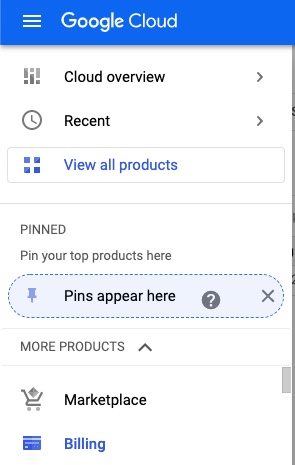 Google Cloud
Cloud overview
Recent
View all products
PINNED
Pin your top products here
Pins appear here
MORE PRODUCTS
Marketplace
Billing